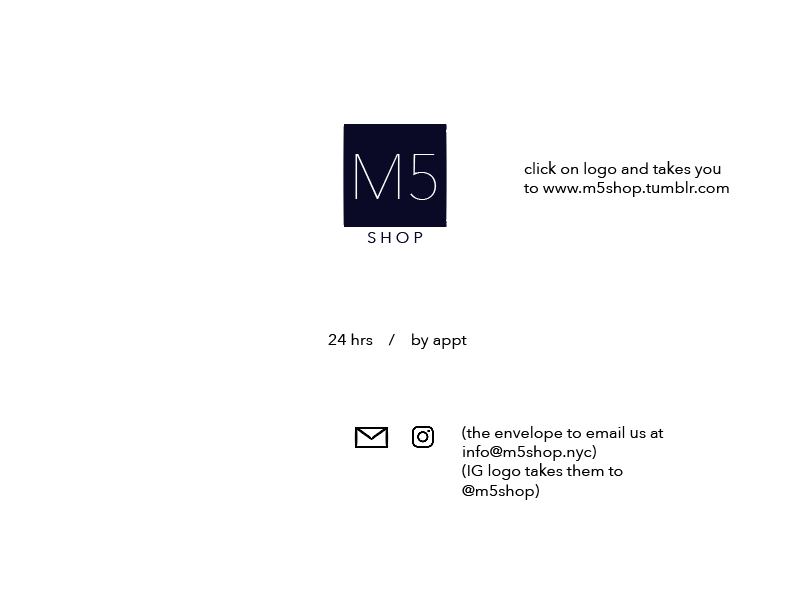 M5
SHOP
click on logo and takes you
to www.m5shop.tumblr.com
24 hrs / by appt
(the envelope to email us at
info@m5shop.nyc)
(IG logo takes them to
@m5shop)